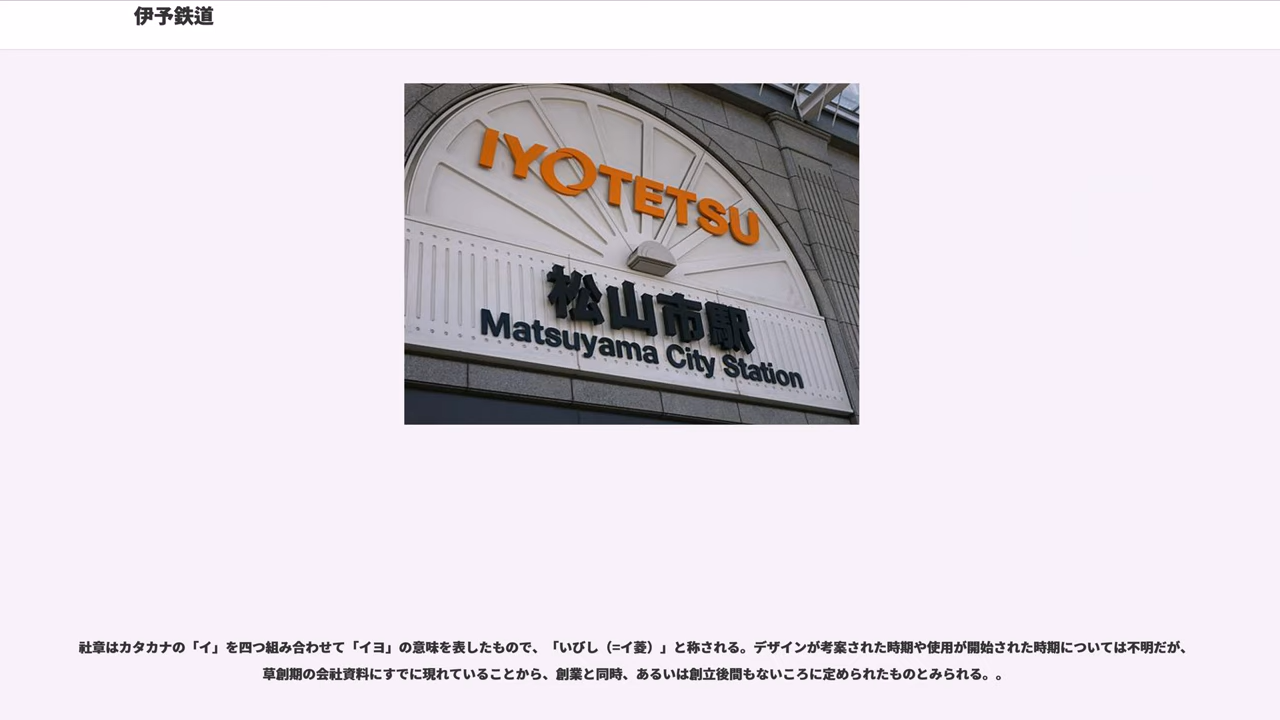 伊予鉄道
IYOTETSU
松山市駅
Matsuyama City Station
社章はカタカナの「イ」を四つ組み合わせて「イヨ」の意味を表したもので、「いびし（=イ菱）」と称される。デザインが考案された時期や使用が開始された時期については不明だが、
草創期の会社資料にすでに現れていることから、創業と同時、あるいは創立後間もないころに定められたものとみられる。。